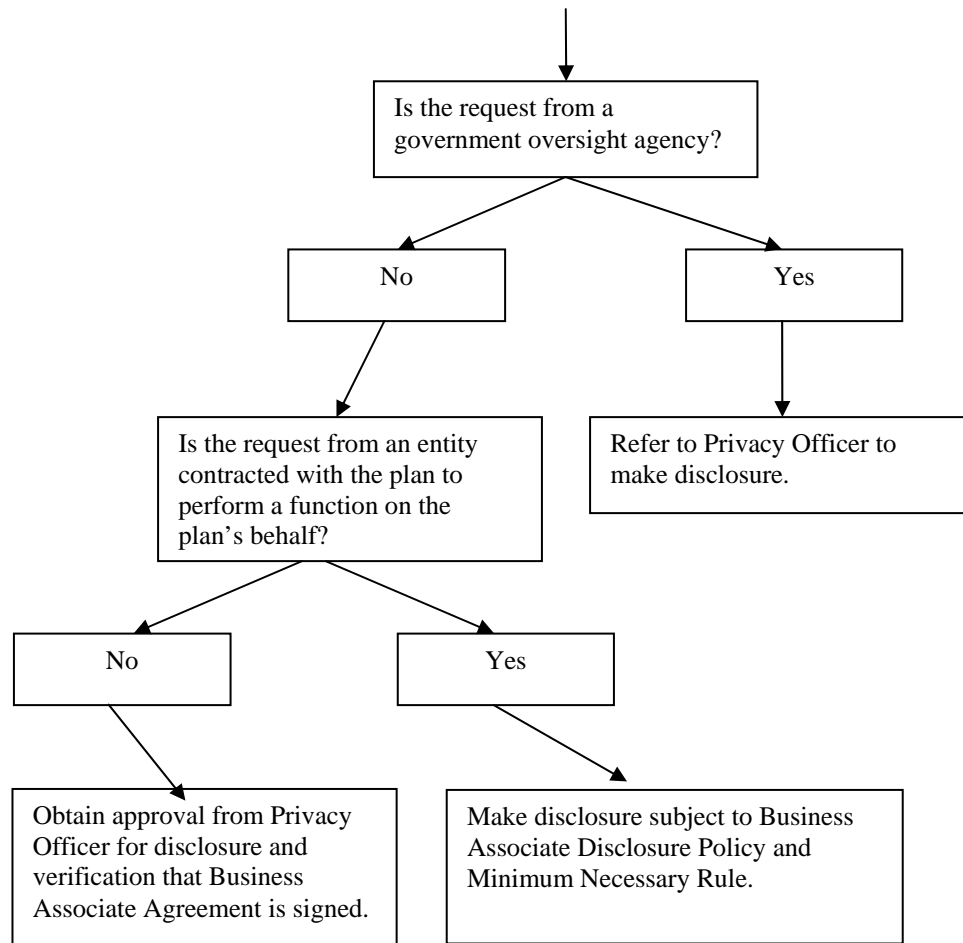 Is the request from a
government oversight agency?
No
Yes
Is the request from an entity
contracted with the plan to
perform a function on the
plan’s behalf?
Refer to Privacy Officer to
make disclosure.
No
Yes
Obtain approval from Privacy
Officer for disclosure and
verification that Business
Associate Agreement is signed.
Make disclosure subject to Business
Associate Disclosure Policy and
Minimum Necessary Rule.